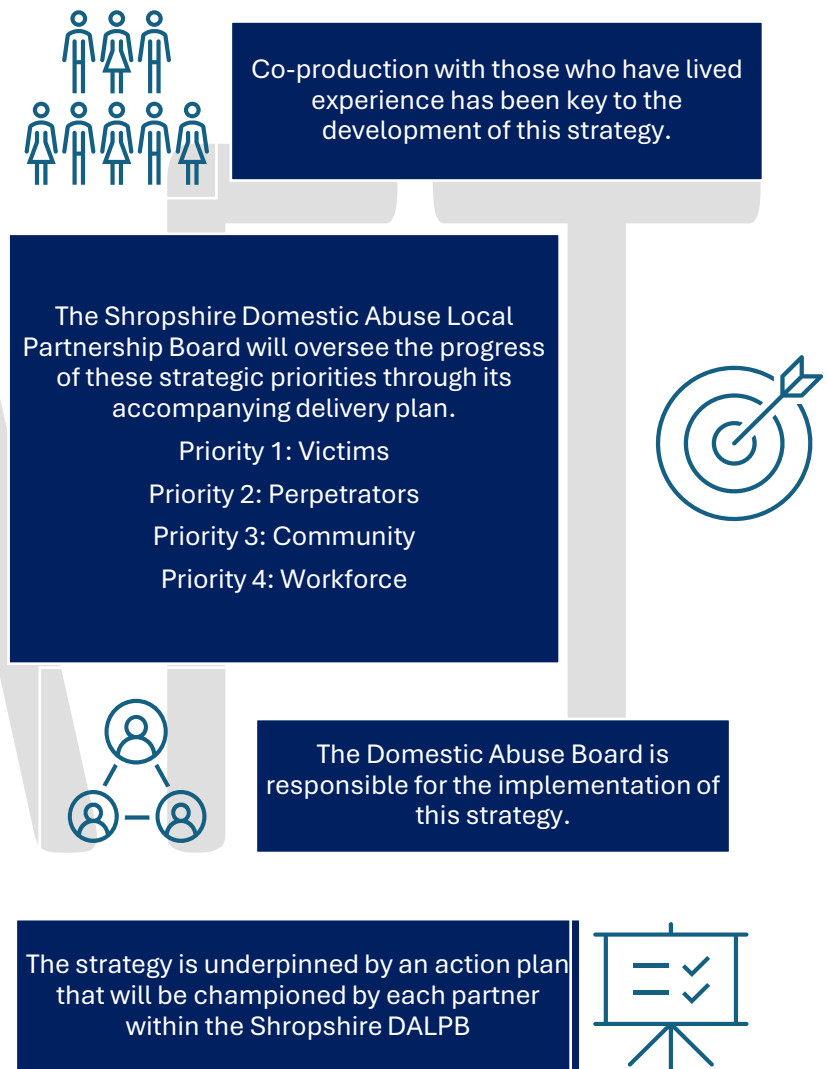 Co-production with those who have lived
experience has been key to the
development of this strategy.
The Shropshire Domestic Abuse Local
Partnership Board will oversee the progress
of these strategic priorities through its
accompanying delivery plan.
Priority 1: Victims
Priority 2: Perpetrators
Priority 3: Community
Priority 4: Workforce
The Domestic Abuse Board is
responsible for the implementation of
this strategy.
The strategy is underpinned by an action plan
that will be championed by each partner
within the Shropshire DALPB